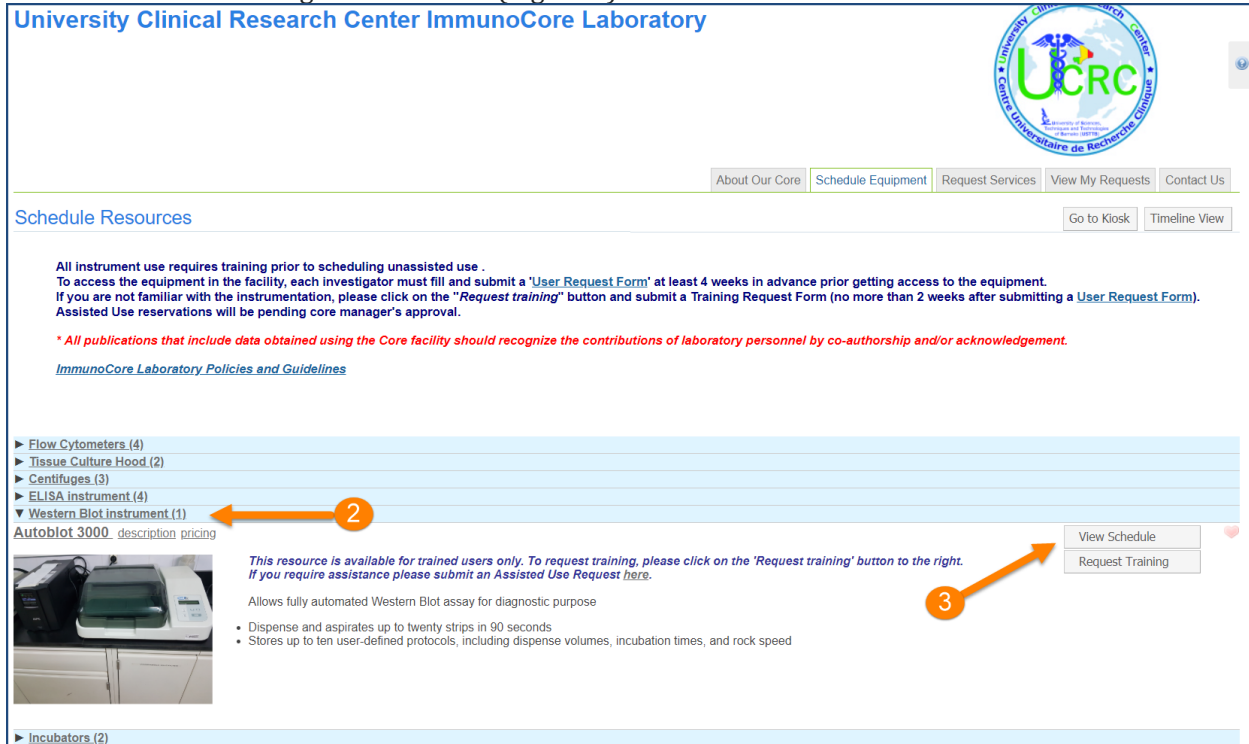 University Clinical Research Center ImmunoCore Laboratory
UCRC
Centre Universitaire de Recherche Clinique
About Our Core
Schedule Equipment
Request Services
View My Requests
Contact Us
Schedule Resources
Go to Kiosk
Timeline View
All instrument use requires training prior to scheduling unassisted use .
To access the equipment in the facility, each investigator must fill and submit a 'User Request Form' at least 4 weeks in advance prior getting access to the equipment.
If you are not familiar with the instrumentation, please click on the "Request training" button and submit a Training Request Form (no more than 2 weeks after submitting a User Request Form).
Assisted Use reservations will be pending core manager's approval.
* All publications that include data obtained using the Core facility should recognize the contributions of laboratory personnel by co-authorship and/or acknowledgement.
ImmunoCore Laboratory Policies and Guidelines
► Flow Cytometers (4)
► Tissue Culture Hood (2)
► Centifuges (3)
► ELISA instrument (4)
▼ Western Blot instrument (1)
2
Autoblot 3000 description pricing
View Schedule
Request Training
This resource is available for trained users only. To request training, please click on the 'Request training' button to the right.
If you require assistance please submit an Assisted Use Request here.
3
Allows fully automated Western Blot assay for diagnostic purpose
• Dispense and aspirates up to twenty strips in 90 seconds
• Stores up to ten user-defined protocols, including dispense volumes, incubation times, and rock speed
► Incubators (2)